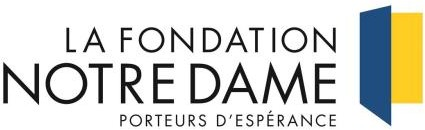 LA FONDATION
NOTRE DAME
PORTEURS D'ESPÉRANCE